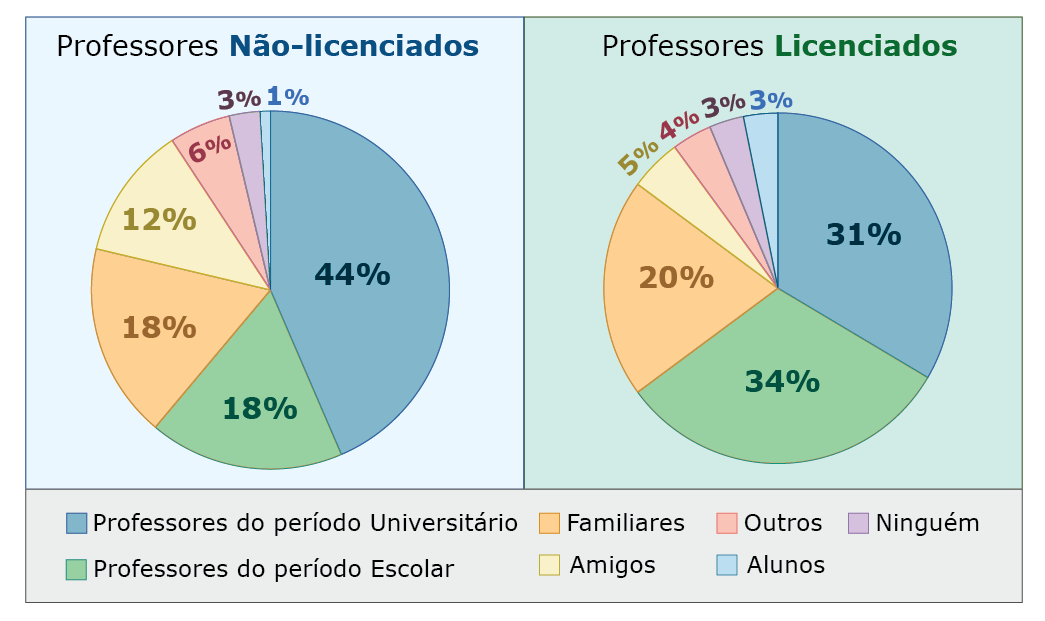 Professores Não-licenciados
3% 1%
6%
12%
44%
18%
18%
Professores Licenciados
5% 4% 3% 3%
31%
20%
34%
Professores do período Universitário
Familiares
Outros
Ninguém
Professores do período Escolar
Amigos
Alunos